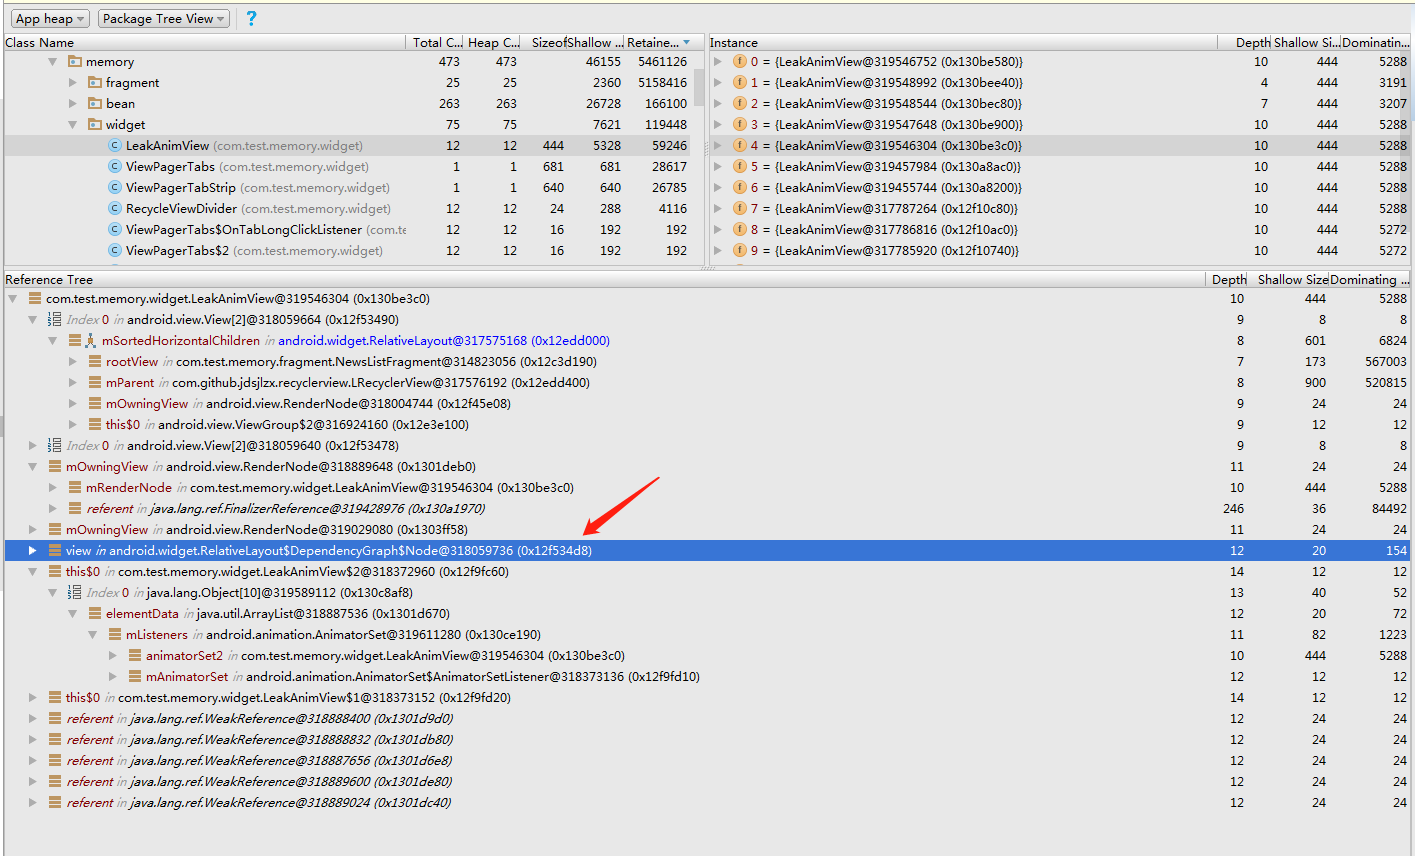 App heap Package Tree View ?
Class Name Total C... Heap C... Sizeof Shallow ... Retaine...
memory 473 473 46155 5461126
fragment 25 25 2360 5158416
bean 263 263 26728 166100
widget 75 75 7621 119448
C LeakAnimView (com.test.memory.widget) 12 12 444 5328 59246
C ViewPagerTabs (com.test.memory.widget) 1 1 681 681 28617
C ViewPagerTabStrip (com.test.memory.widget) 1 1 640 640 26785
C RecycleViewDivider (com.test.memory.widget) 12 12 24 288 4116
C ViewPagerTabs$OnTabLongClickListener (com.te 12 12 16 192 192
C ViewPagerTabs$2 (com.test.memory.widget) 12 12 16 192 192
Instance Depth Shallow Si... Dominatin...
f 0 = {LeakAnimView@319546752 (0x130be580)} 10 444 5288
f 1 = {LeakAnimView@319548992 (0x130bee40)} 4 444 3191
f 2 = {LeakAnimView@319548544 (0x130bec80)} 7 444 3207
f 3 = {LeakAnimView@319547648 (0x130be900)} 10 444 5288
f 4 = {LeakAnimView@319546304 (0x130be3c0)} 10 444 5288
f 5 = {LeakAnimView@319457984 (0x130a8ac0)} 10 444 5288
f 6 = {LeakAnimView@319455744 (0x130a8200)} 10 444 5288
f 7 = {LeakAnimView@317787264 (0x12f10c80)} 10 444 5288
f 8 = {LeakAnimView@317786816 (0x12f10ac0)} 10 444 5272
f 9 = {LeakAnimView@317785920 (0x12f10740)} 10 444 5272
Reference Tree Depth Shallow Size Dominating ...
com.test.memory.widget.LeakAnimView@319546304 (0x130be3c0) 10 444 5288
Index 0 in android.view.View[2]@318059664 (0x12f53490) 9 8 8
mSortedHorizontalChildren in android.widget.RelativeLayout@317575168 (0x12edd000) 8 601 6824
rootView in com.test.memory.fragment.NewsListFragment@314823056 (0x12c3d190) 7 173 567003
mParent in com.github.jdsjlzx.recyclerview.LRecyclerView@317576192 (0x12edd400) 8 900 520815
mOwningView in android.view.RenderNode@318004744 (0x12f45e08) 9 24 24
this$0 in android.view.ViewGroup$2@316924160 (0x12e3e100) 9 12 12
Index 0 in android.view.View[2]@318059640 (0x12f53478) 9 8 8
mOwningView in android.view.RenderNode@318889648 (0x1301deb0) 11 24 24
mRenderNode in com.test.memory.widget.LeakAnimView@319546304 (0x130be3c0) 10 444 5288
referent in java.lang.ref.FinalizerReference@319428976 (0x130a1970) 246 36 84492
mOwningView in android.view.RenderNode@319029080 (0x1303ff58) 11 24 24
view in android.widget.RelativeLayout$DependencyGraph$Node@318059736 (0x12f534d8) 12 20 154
this$0 in com.test.memory.widget.LeakAnimView$2@318372960 (0x12f9fc60) 14 12 12
Index 0 in java.lang.Object[10]@319589112 (0x130c8af8) 13 40 52
elementData in java.util.ArrayList@318887536 (0x1301d670) 12 20 72
mListeners in android.animation.AnimatorSet@319611280 (0x130ce190) 11 82 1223
animatorSet2 in com.test.memory.widget.LeakAnimView@319546304 (0x130be3c0) 10 444 5288
mAnimatorSet in android.animation.AnimatorSet$AnimatorSetListener@318373136 (0x12f9fd10) 12 12 12
this$0 in com.test.memory.widget.LeakAnimView$1@318373152 (0x12f9fd20) 14 12 12
referent in java.lang.ref.WeakReference@318888400 (0x1301d9d0) 12 24 24
referent in java.lang.ref.WeakReference@318888832 (0x1301db80) 12 24 24
referent in java.lang.ref.WeakReference@318887656 (0x1301d6e8) 12 24 24
referent in java.lang.ref.WeakReference@318889600 (0x1301de80) 12 24 24
referent in java.lang.ref.WeakReference@318889024 (0x1301dc40) 12 24 24